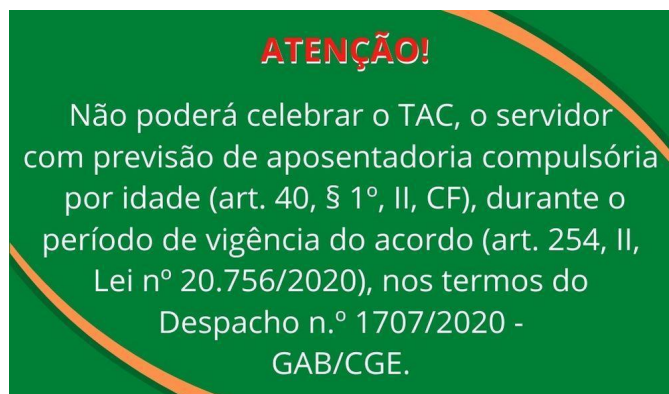 ATENÇÃO!
Não poderá celebrar o TAC, o servidor
com previsão de aposentadoria compulsória
por idade (art. 40, § 1º, II, CF), durante o
período de vigência do acordo (art. 254, II,
Lei nº 20.756/2020), nos termos do
Despacho n.º 1707/2020 -
GAB/CGE.